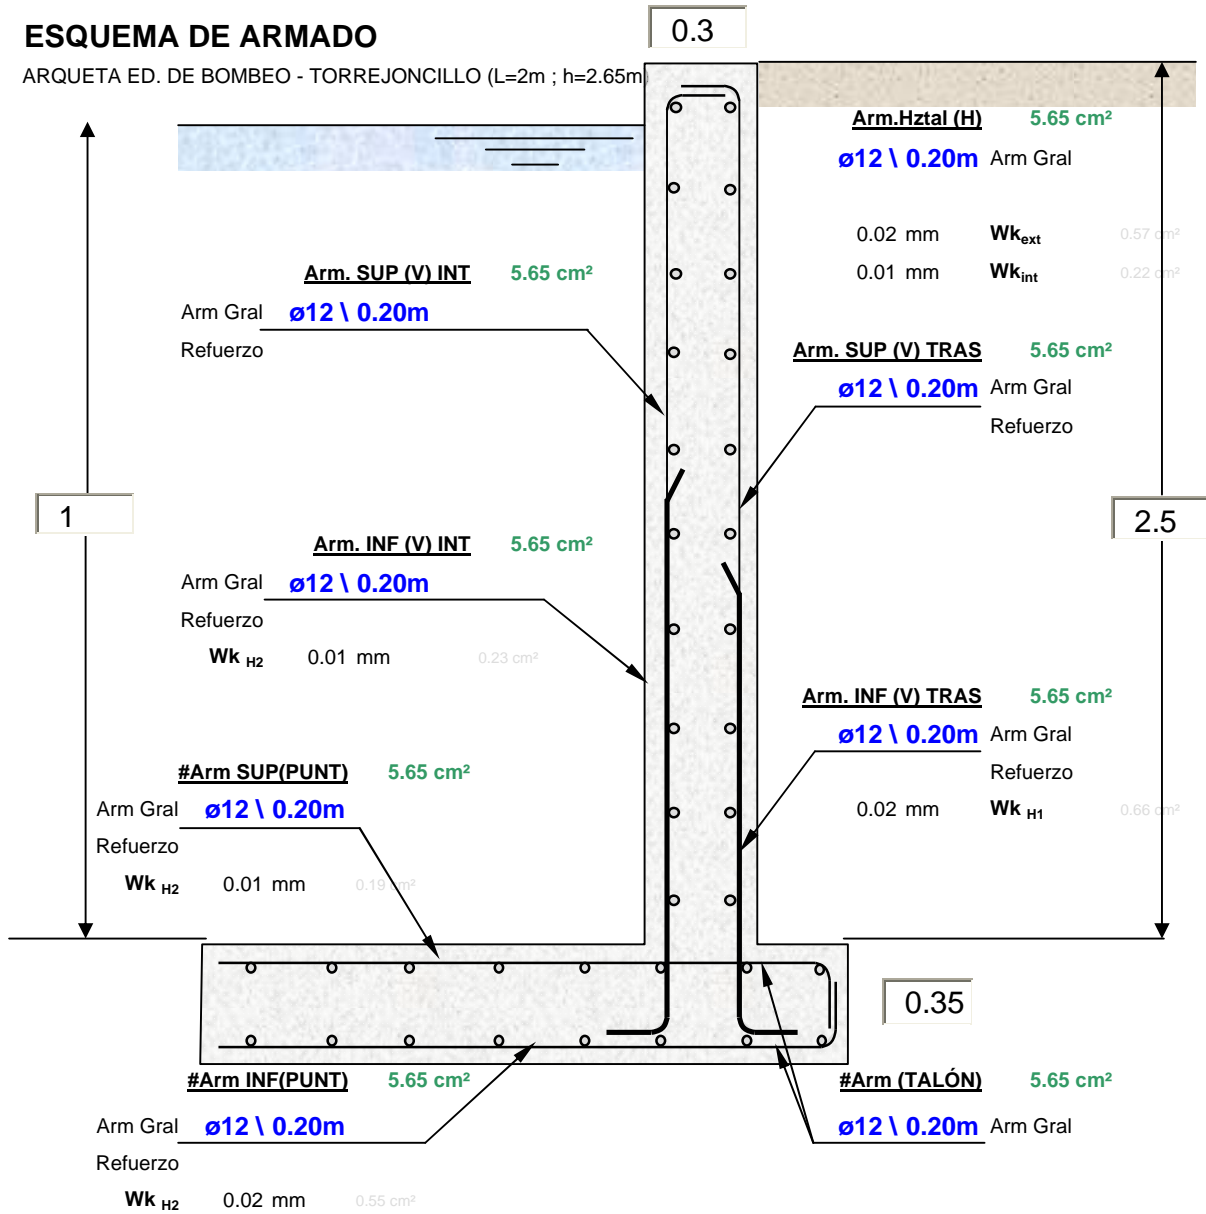 0.3
ESQUEMA DE ARMADO
ARQUETA ED. DE BOMBEO - TORREJONCILLO (L=2m ; h=2.65m)
Arm.Hztal (H) 5.65 cm²
ø12 \ 0.20m Arm Gral
0.02 mm Wk ext 0.57 cm²
0.01 mm Wk int 0.22 cm²
Arm. SUP (V) INT 5.65 cm²
Arm Gral ø12 \ 0.20m
Refuerzo
Arm. SUP (V) TRAS 5.65 cm²
ø12 \ 0.20m Arm Gral
Refuerzo
1
2.5
Arm. INF (V) INT 5.65 cm²
Arm Gral ø12 \ 0.20m
Refuerzo
Wk H2 0.01 mm 0.23 cm²
Arm. INF (V) TRAS 5.65 cm²
ø12 \ 0.20m Arm Gral
Refuerzo
0.02 mm Wk H1 0.66 cm²
#Arm SUP(PUNT) 5.65 cm²
Arm Gral ø12 \ 0.20m
Refuerzo
Wk H2 0.01 mm 0.19 cm²
0.35
#Arm INF(PUNT) 5.65 cm²
Arm Gral ø12 \ 0.20m
Refuerzo
Wk H2 0.02 mm 0.55 cm²
#Arm (TALÓN) 5.65 cm²
ø12 \ 0.20m Arm Gral